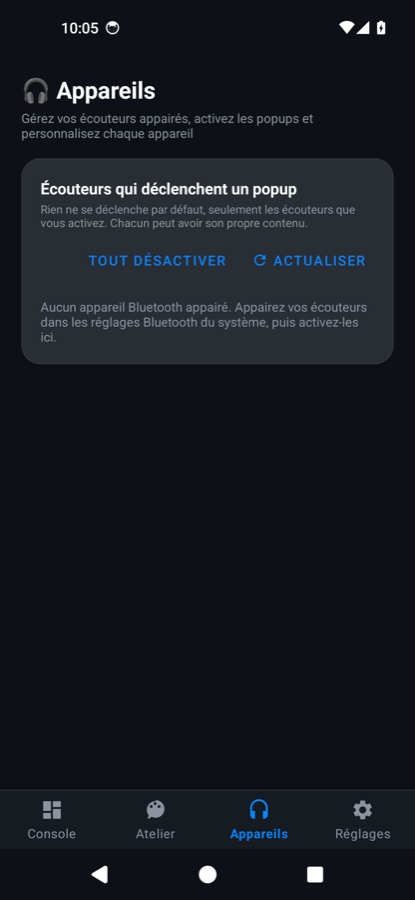 10:05
Appareils
Gérez vos écouteurs appairés, activez les popups et
personnalisez chaque appareil
Écouteurs qui déclenchent un popup
Rien ne se déclenche par défaut, seulement les écouteurs que
vous activez. Chacun peut avoir son propre contenu.
TOUT DÉSACTIVER
ACTUALISER
Aucun appareil Bluetooth appairé. Appairez vos écouteurs
dans les réglages Bluetooth du système, puis activez-les
ici.
Console
Atelier
Appareils
Réglages